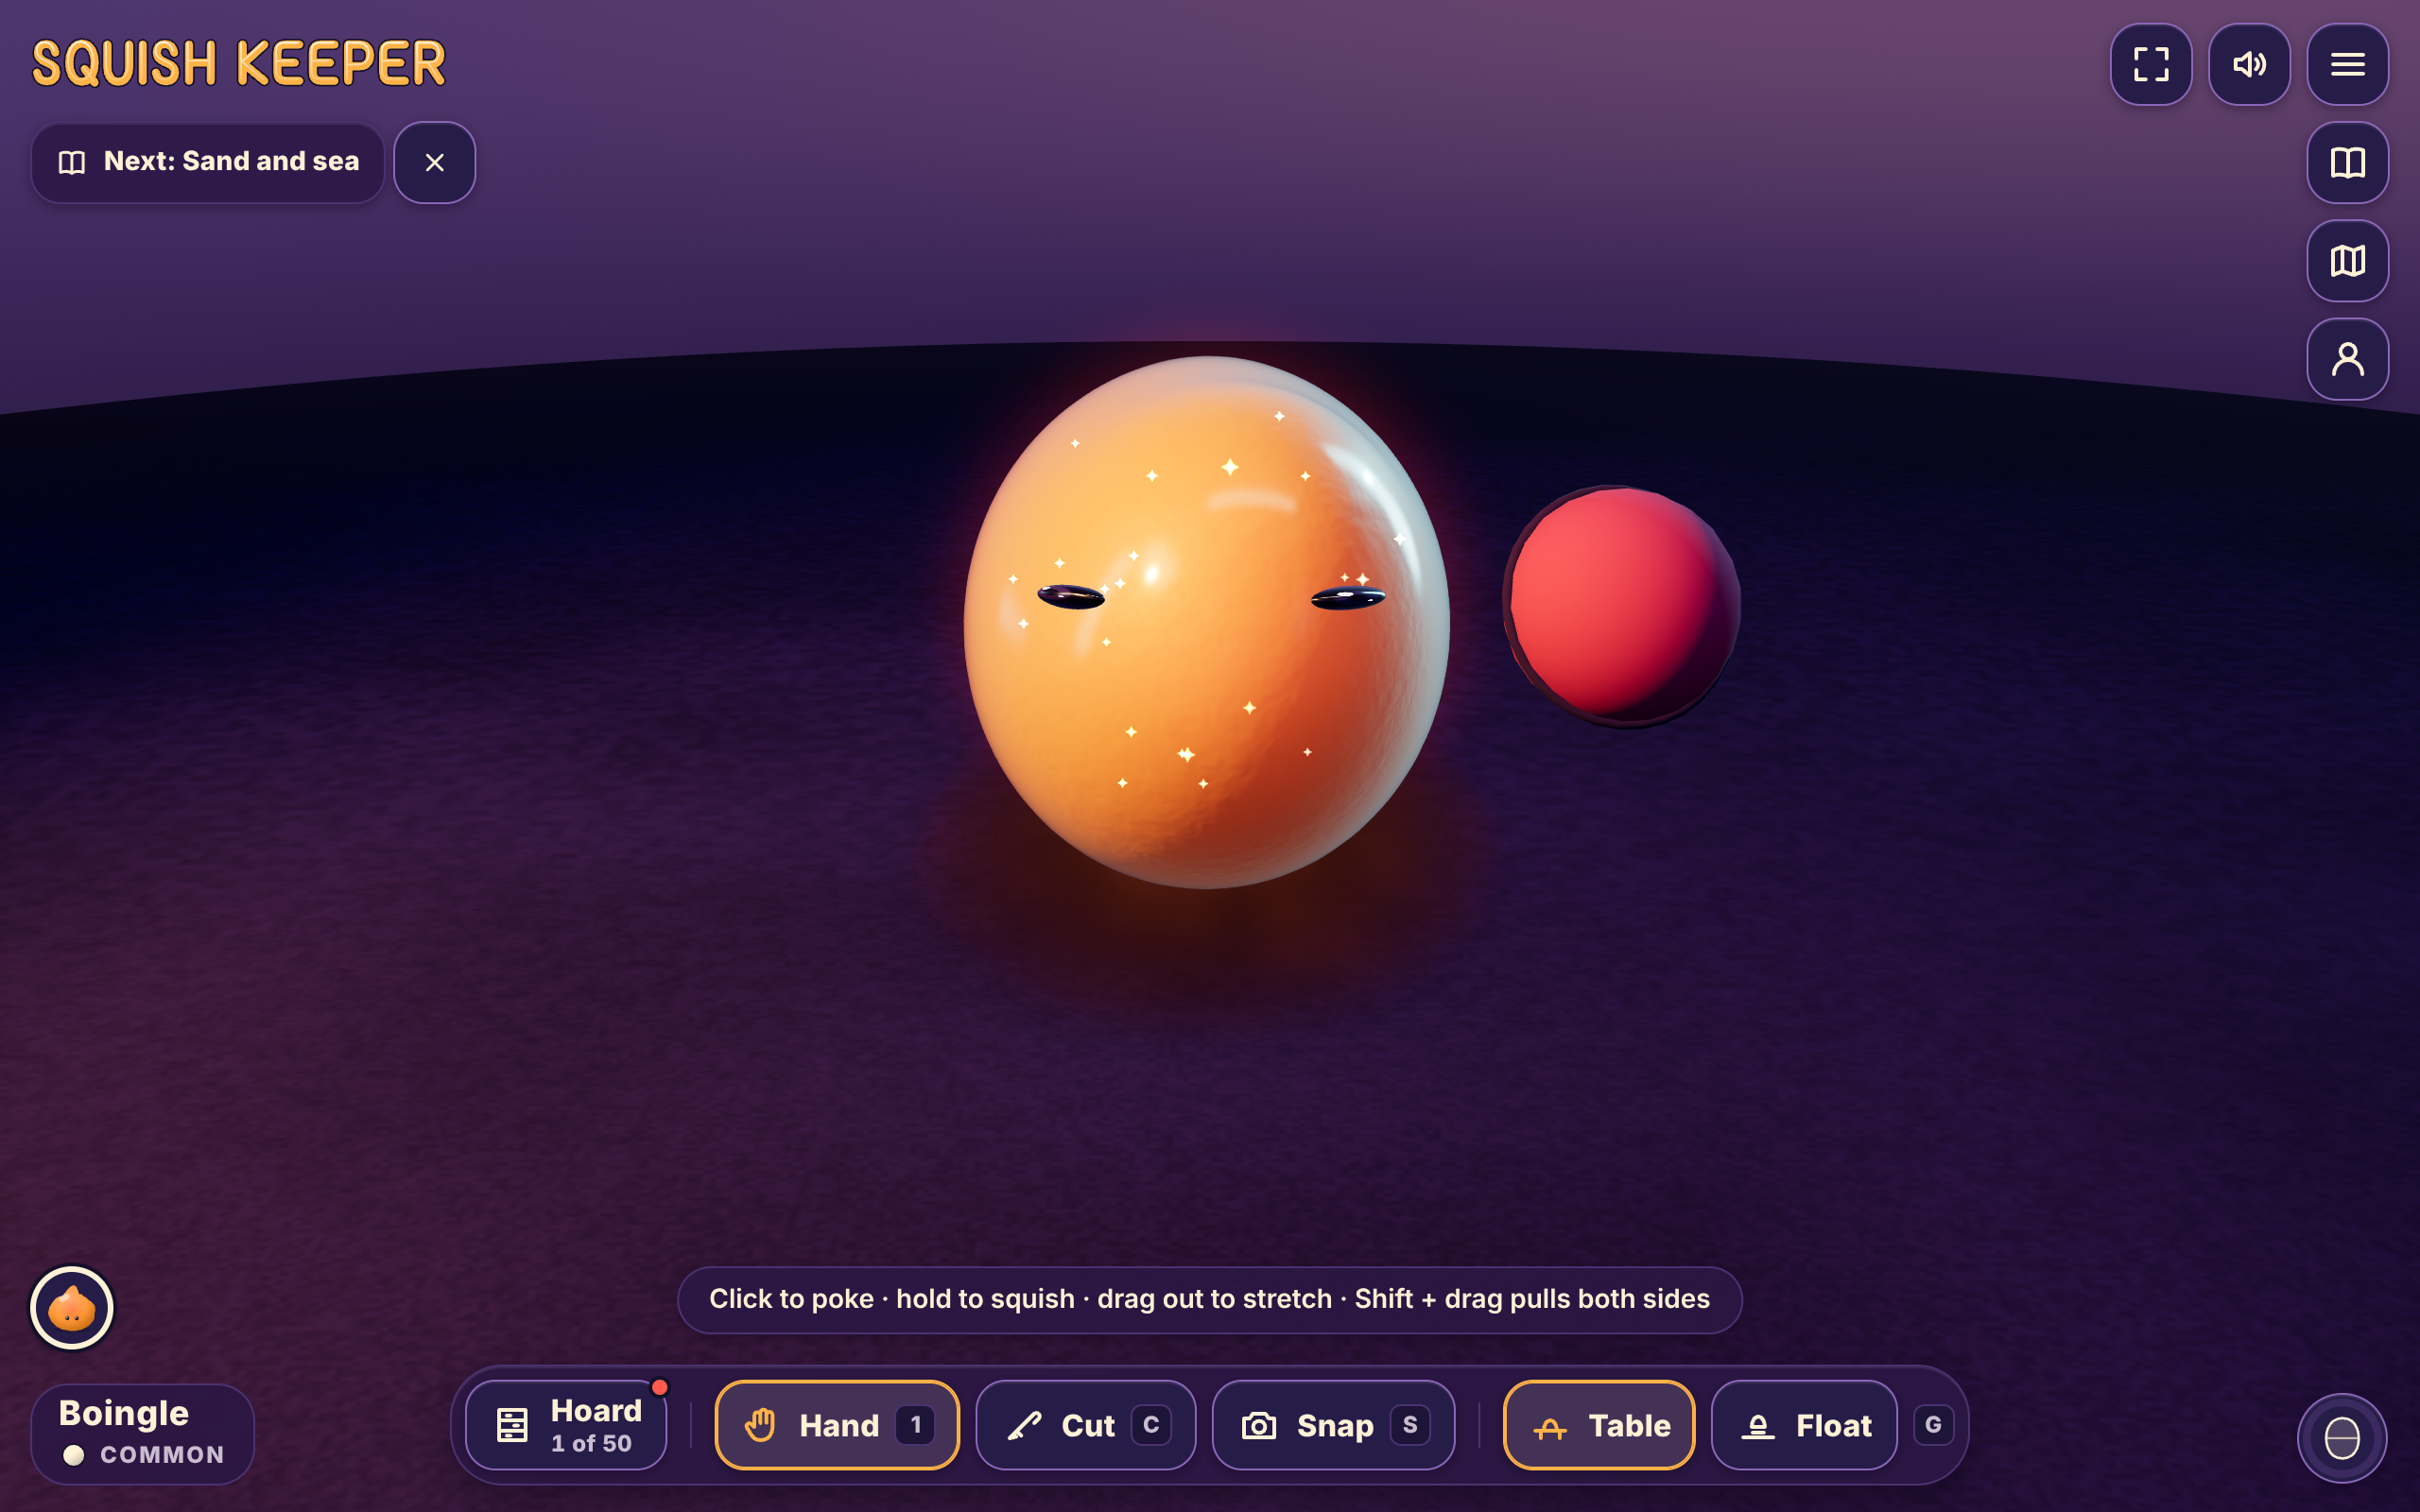 SQUISH KEEPER
Next: Sand and sea
Click to poke · hold to squish · drag out to stretch · Shift + drag pulls both sides
Boingle
COMMON
Hoard
1 of 50
Hand 1
Cut C
Snap S
Table
Float G